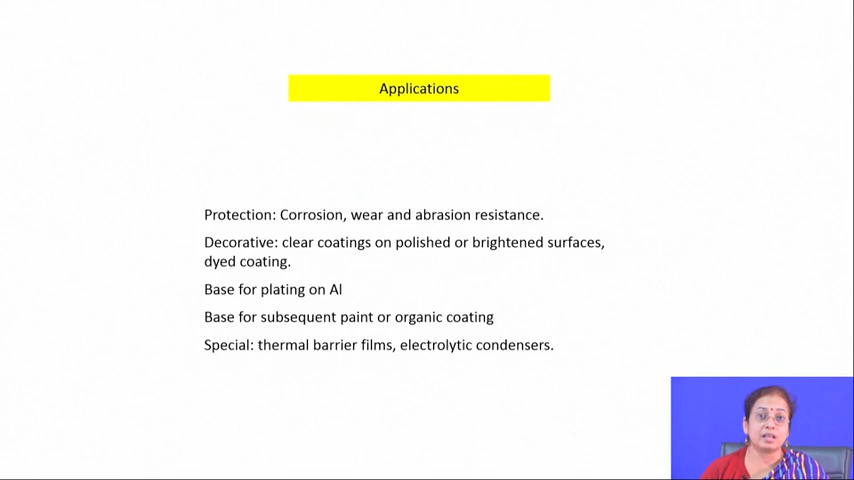 Applications
Protection: Corrosion, wear and abrasion resistance.
Decorative: clear coatings on polished or brightened surfaces,
dyed coating.
Base for plating on Al
Base for subsequent paint or organic coating
Special: thermal barrier films, electrolytic condensers.